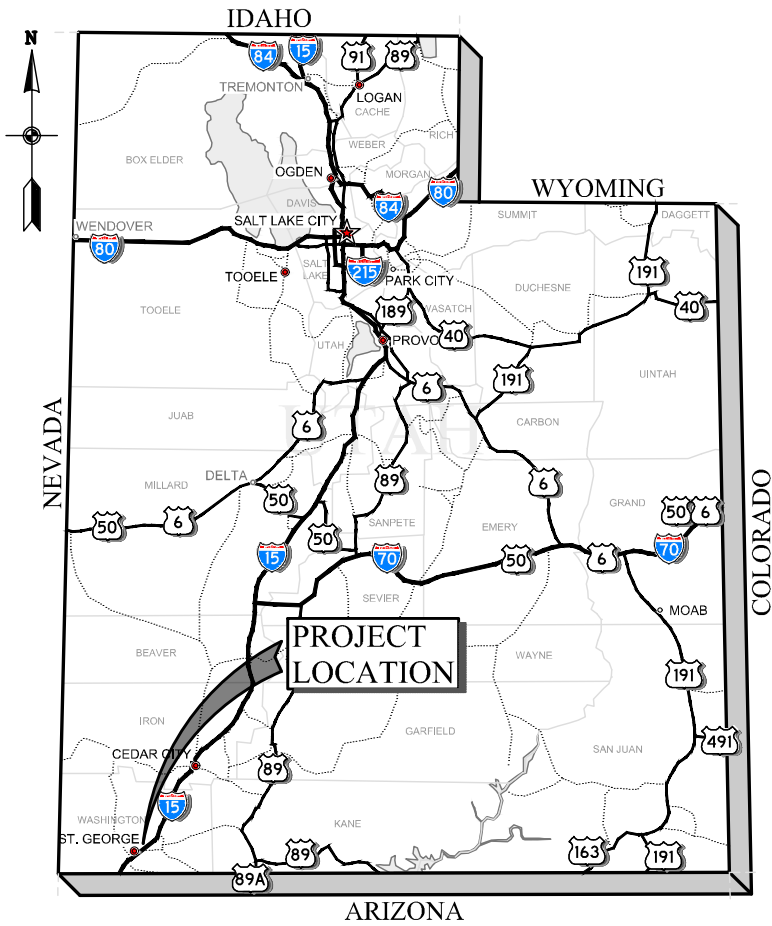 IDAHO
N
84
15
91
89
TREMONTON
LOGAN
CACHE
RICH
WEBER
BOX ELDER
OGDEN
MORGAN
80
WYOMING
DAVIS
84
SUMMIT
DAGGETT
SALT LAKE CITY
WENDOVER
80
SALT
LAKE
215
191
TOOELE
PARK CITY
DUCHESNE
40
TOOELE
189
WASATCH
UTAH
PROVO
40
UINTAH
191
6
JUAB
6
UTAH
CARBON
NEVADA
DELTA
89
6
MILLARD
50
GRAND
50
6
50
6
SANPETE
EMERY
50
15
70
50
6
70
COLORADO
SEVIER
MOAB
PROJECT
LOCATION
BEAVER
WAYNE
191
IRON
GARFIELD
491
CEDAR CITY
SAN JUAN
89
15
WASHINGTON
KANE
ST. GEORGE
89
163
191
89A
ARIZONA